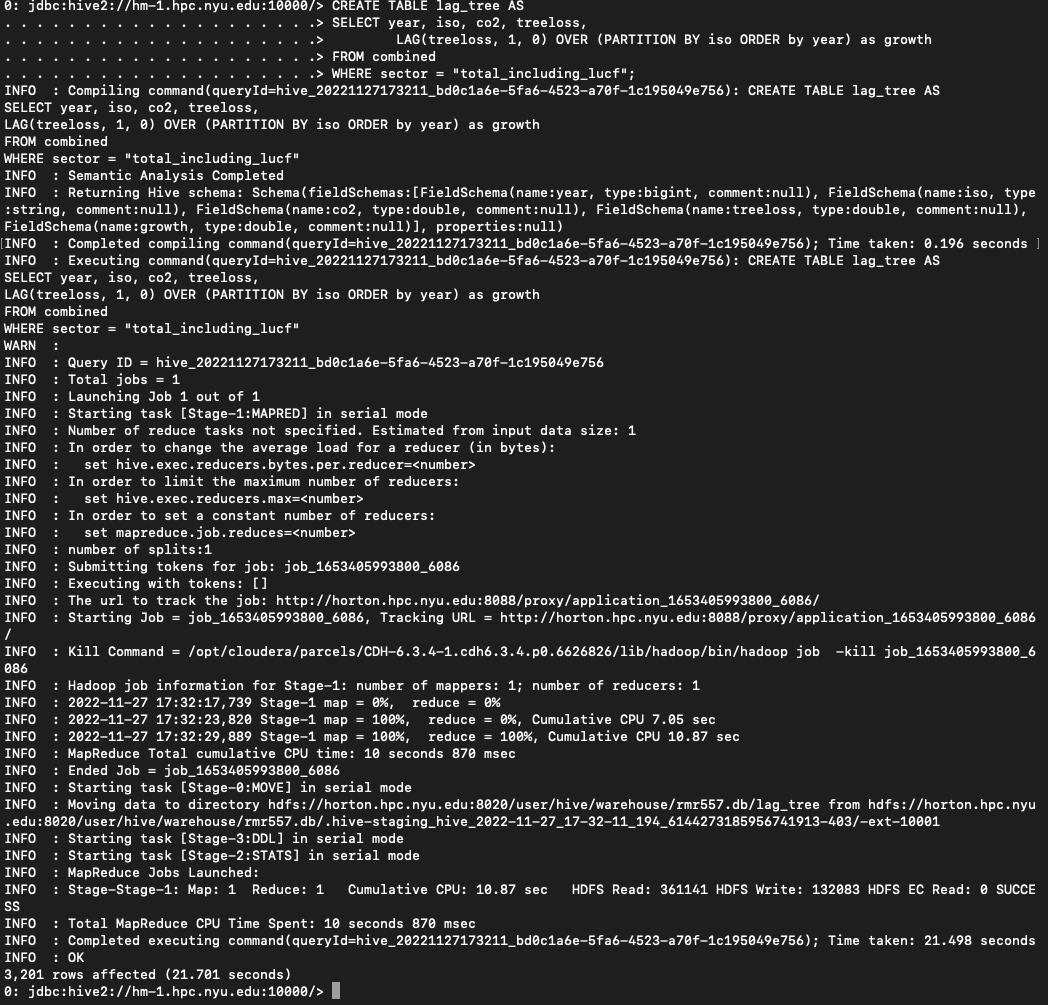 0: jdbc:hive2://hm-1.hpc.nyu.edu:10000/> CREATE TABLE lag_tree AS
. . . . . . . . . . . . . . . . . . . .> SELECT year, iso, co2, treeloss,
. . . . . . . . . . . . . . . . . . . .>         LAG(treeloss, 1, 0) OVER (PARTITION BY iso ORDER by year) as growth
. . . . . . . . . . . . . . . . . . . .> FROM combined
. . . . . . . . . . . . . . . . . . . .> WHERE sector = "total_including_lucf";
INFO  : Compiling command(queryId=hive_20221127173211_bd0c1a6e-5fa6-4523-a70f-1c195049e756): CREATE TABLE lag_tree AS
SELECT year, iso, co2, treeloss,
LAG(treeloss, 1, 0) OVER (PARTITION BY iso ORDER by year) as growth
FROM combined
WHERE sector = "total_including_lucf"
INFO  : Semantic Analysis Completed
INFO  : Returning Hive schema: Schema(fieldSchemas:[FieldSchema(name:year, type:bigint, comment:null), FieldSchema(name:iso, type
:string, comment:null), FieldSchema(name:co2, type:double, comment:null), FieldSchema(name:treeloss, type:double, comment:null),
FieldSchema(name:growth, type:double, comment:null)], properties:null)
[INFO  : Completed compiling command(queryId=hive_20221127173211_bd0c1a6e-5fa6-4523-a70f-1c195049e756); Time taken: 0.196 seconds ]
INFO  : Executing command(queryId=hive_20221127173211_bd0c1a6e-5fa6-4523-a70f-1c195049e756): CREATE TABLE lag_tree AS
SELECT year, iso, co2, treeloss,
LAG(treeloss, 1, 0) OVER (PARTITION BY iso ORDER by year) as growth
FROM combined
WHERE sector = "total_including_lucf"
WARN  :
INFO  : Query ID = hive_20221127173211_bd0c1a6e-5fa6-4523-a70f-1c195049e756
INFO  : Total jobs = 1
INFO  : Launching Job 1 out of 1
INFO  : Starting task [Stage-1:MAPRED] in serial mode
INFO  : Number of reduce tasks not specified. Estimated from input data size: 1
INFO  : In order to change the average load for a reducer (in bytes):
INFO  :   set hive.exec.reducers.bytes.per.reducer=<number>
INFO  : In order to limit the maximum number of reducers:
INFO  :   set hive.exec.reducers.max=<number>
INFO  : In order to set a constant number of reducers:
INFO  :   set mapreduce.job.reduces=<number>
INFO  : number of splits:1
INFO  : Submitting tokens for job: job_1653405993800_6086
INFO  : Executing with tokens: []
INFO  : The url to track the job: http://horton.hpc.nyu.edu:8088/proxy/application_1653405993800_6086/
INFO  : Starting Job = job_1653405993800_6086, Tracking URL = http://horton.hpc.nyu.edu:8088/proxy/application_1653405993800_6086
/
INFO  : Kill Command = /opt/cloudera/parcels/CDH-6.3.4-1.cdh6.3.4.p0.6626826/lib/hadoop/bin/hadoop job  -kill job_1653405993800_6
086
INFO  : Hadoop job information for Stage-1: number of mappers: 1; number of reducers: 1
INFO  : 2022-11-27 17:32:17,739 Stage-1 map = 0%,  reduce = 0%
INFO  : 2022-11-27 17:32:23,820 Stage-1 map = 100%,  reduce = 0%, Cumulative CPU 7.05 sec
INFO  : 2022-11-27 17:32:29,889 Stage-1 map = 100%,  reduce = 100%, Cumulative CPU 10.87 sec
INFO  : MapReduce Total cumulative CPU time: 10 seconds 870 msec
INFO  : Ended Job = job_1653405993800_6086
INFO  : Starting task [Stage-0:MOVE] in serial mode
INFO  : Moving data to directory hdfs://horton.hpc.nyu.edu:8020/user/hive/warehouse/rmr557.db/lag_tree from hdfs://horton.hpc.nyu
.edu:8020/user/hive/warehouse/rmr557.db/.hive-staging_hive_2022-11-27_17-32-11_194_6144273185956741913-403/-ext-10001
INFO  : Starting task [Stage-3:DDL] in serial mode
INFO  : Starting task [Stage-2:STATS] in serial mode
INFO  : MapReduce Jobs Launched:
INFO  : Stage-Stage-1: Map: 1  Reduce: 1   Cumulative CPU: 10.87 sec   HDFS Read: 361141 HDFS Write: 132083 HDFS EC Read: 0 SUCCE
SS
INFO  : Total MapReduce CPU Time Spent: 10 seconds 870 msec
INFO  : Completed executing command(queryId=hive_20221127173211_bd0c1a6e-5fa6-4523-a70f-1c195049e756); Time taken: 21.498 seconds
INFO  : OK
3,201 rows affected (21.701 seconds)
0: jdbc:hive2://hm-1.hpc.nyu.edu:10000/>